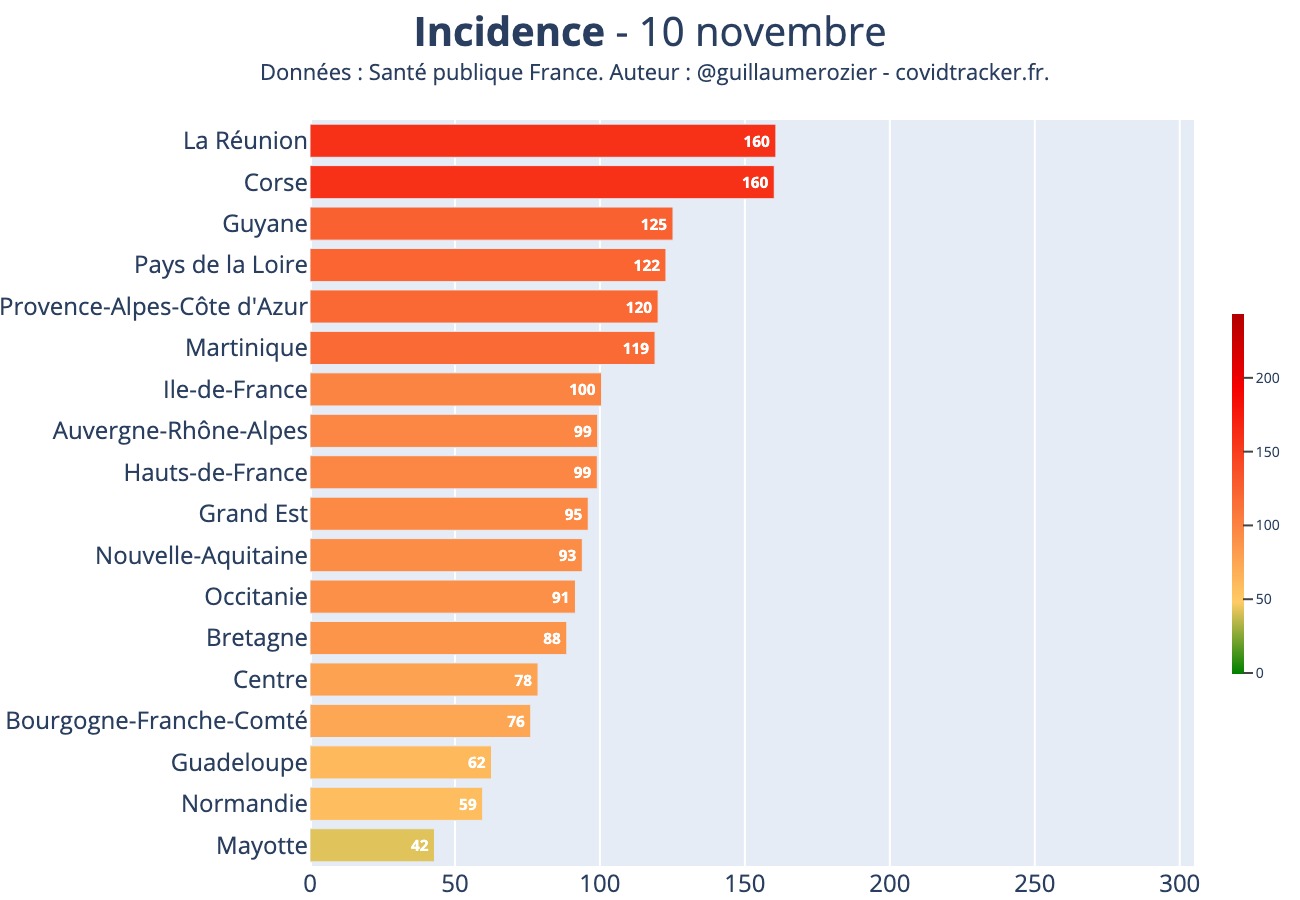 Incidence - 10 novembre
Données : Santé publique France. Auteur : @guillaumerozier - covidtracker.fr.
La Réunion 160
Corse 160
Guyane 125
Pays de la Loire 122
Provence-Alpes-Côte d'Azur 120
Martinique 119
Ile-de-France 100
Auvergne-Rhône-Alpes 99
Hauts-de-France 99
Grand Est 95
Nouvelle-Aquitaine 93
Occitanie 91
Bretagne 88
Centre 78
Bourgogne-Franche-Comté 76
Guadeloupe 62
Normandie 59
Mayotte 42
0 50 100 150 200 250 300
200
150
100
50
0